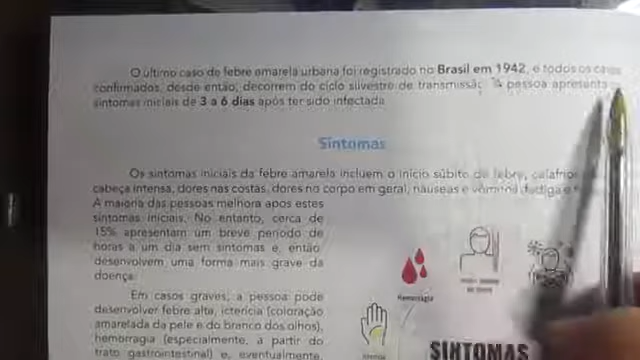 O último caso de febre amarela urbana foi registrado no Brasil em 1942, e todos os
confirmados, desde então, decorrem do ciclo silvestre de transmissã pessoa apresenta
sintomas iniciais de 3 a 6 dias após ter sido infectada
Sintomas
Os sintomas iniciais da febre amarela incluem o início súbito de febre, calafrios
cabeça intensa, dores nas costas, dores no corpo em geral, náuseas e vômitos, fadiga e
A maioria das pessoas melhora após estes
sintomas iniciais. No entanto, cerca de
15% apresentam um breve período de
horas a um dia sem sintomas e, então
desenvolvem uma forma mais grave da
doença.
Em casos graves, a pessoa pode
desenvolver febre alta, icterícia (coloração
amarelada da pele e do branco dos olhos),
hemorragia (especialmente, a partir do
trato gastrointestinal) e, eventualmente,
Hemorragia
SINTOMAS